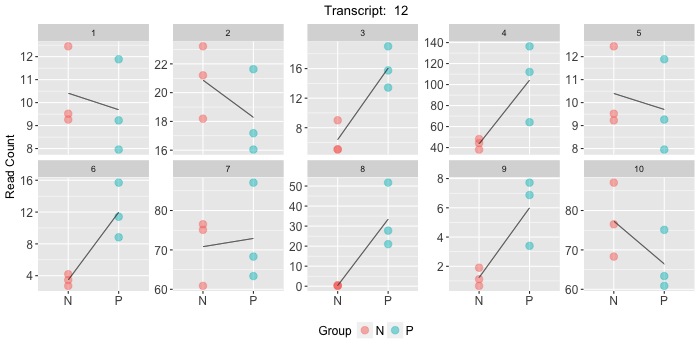 Transcript: 12
1 2 3 4 5
12 11 10 9 8
22 20 18 16
16 12 8
140 120 100 80 60 40
12 11 10 9 8
Read Count
6 7 8 9 10
16 12 8 4
80 70 60
50 40 30 20 10 0
8 6 4 2
80 70 60
N P N P N P N P N P
Group N P